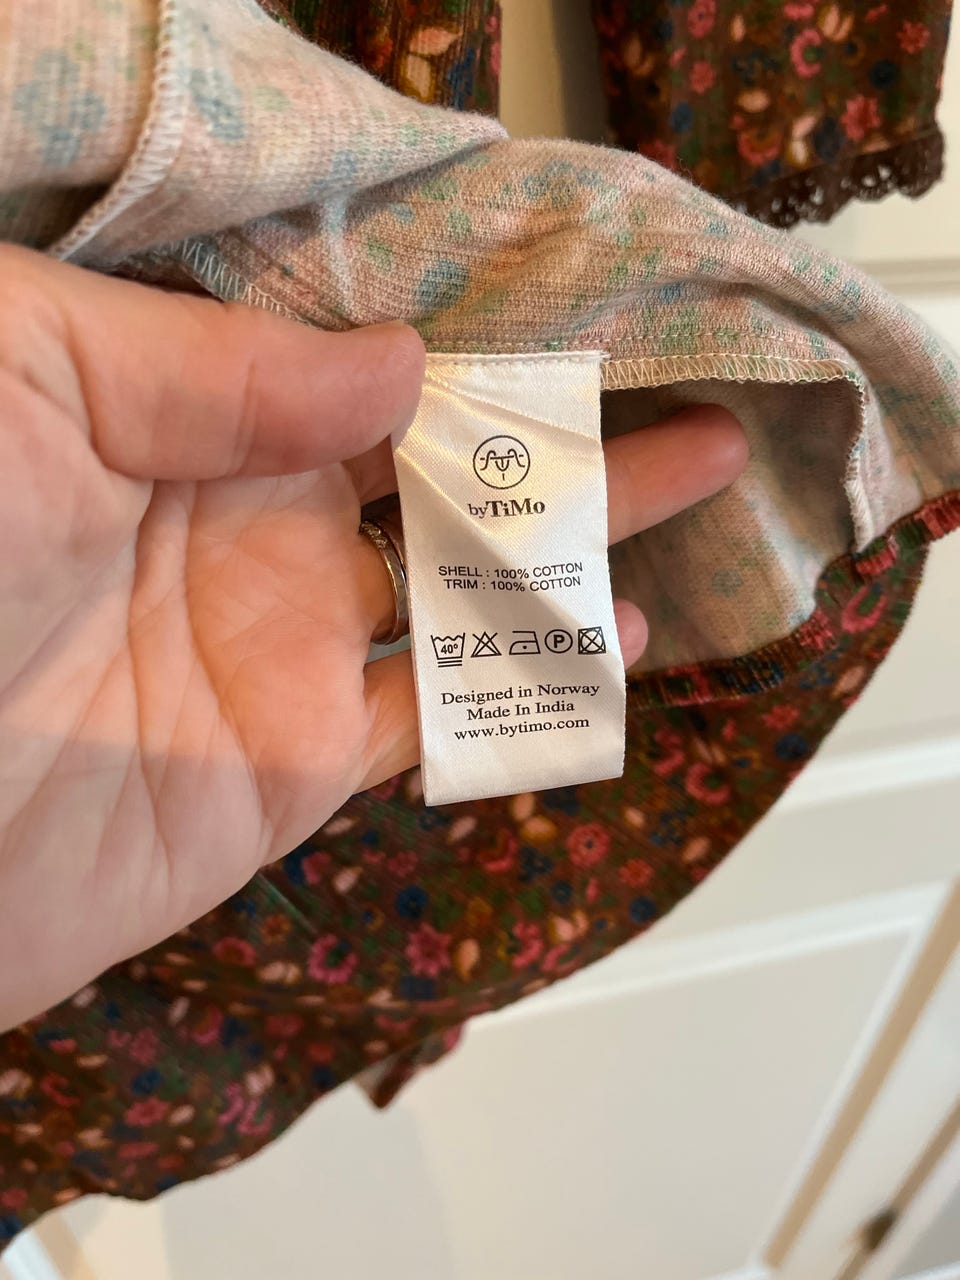 byTiMo
SHELL : 100% COTTON
TRIM : 100% COTTON
40° P
Designed in Norway
Made In India
www.bytimo.com